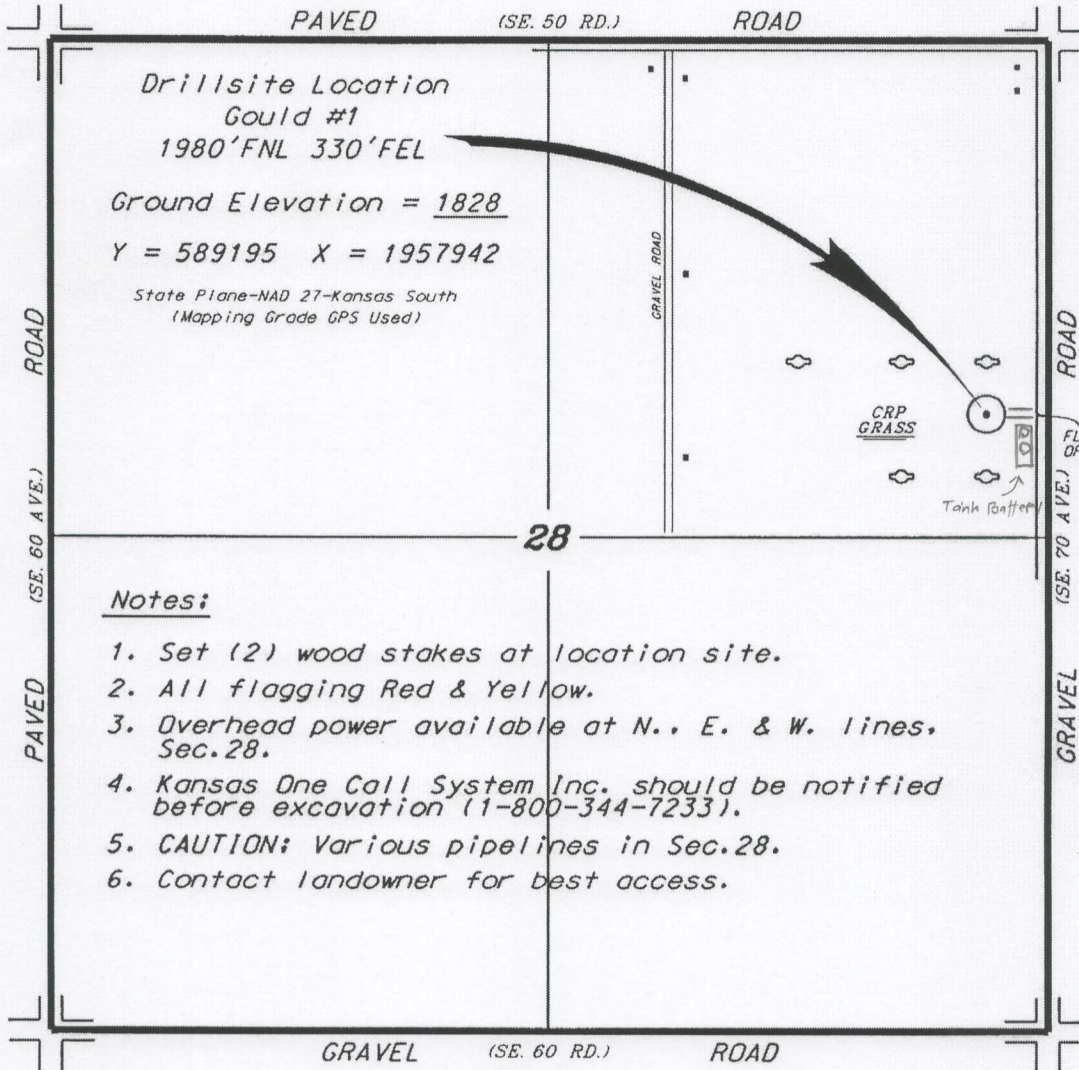 PAVED (SE. 50 RD.) ROAD
Drillsite Location
Gould #1
1980'FNL 330'FEL
Ground Elevation = 1828
Y = 589195 X = 1957942
State Plane-NAD 27-Kansas South
(Mapping Grade GPS Used)
GRAVEL ROAD
ROAD
(SE. 60 AVE.)
PAVED
CRP
GRASS
Tank Battery
ROAD
(SE. 70 AVE.)
GRAVEL
28
Notes:
1. Set (2) wood stakes at location site.
2. All flagging Red & Yellow.
3. Overhead power available at N., E. & W. lines,
Sec.28.
4. Kansas One Call System Inc. should be notified
before excavation (1-800-344-7233).
5. CAUTION: Various pipelines in Sec.28.
6. Contact landowner for best access.
GRAVEL (SE. 60 RD.) ROAD